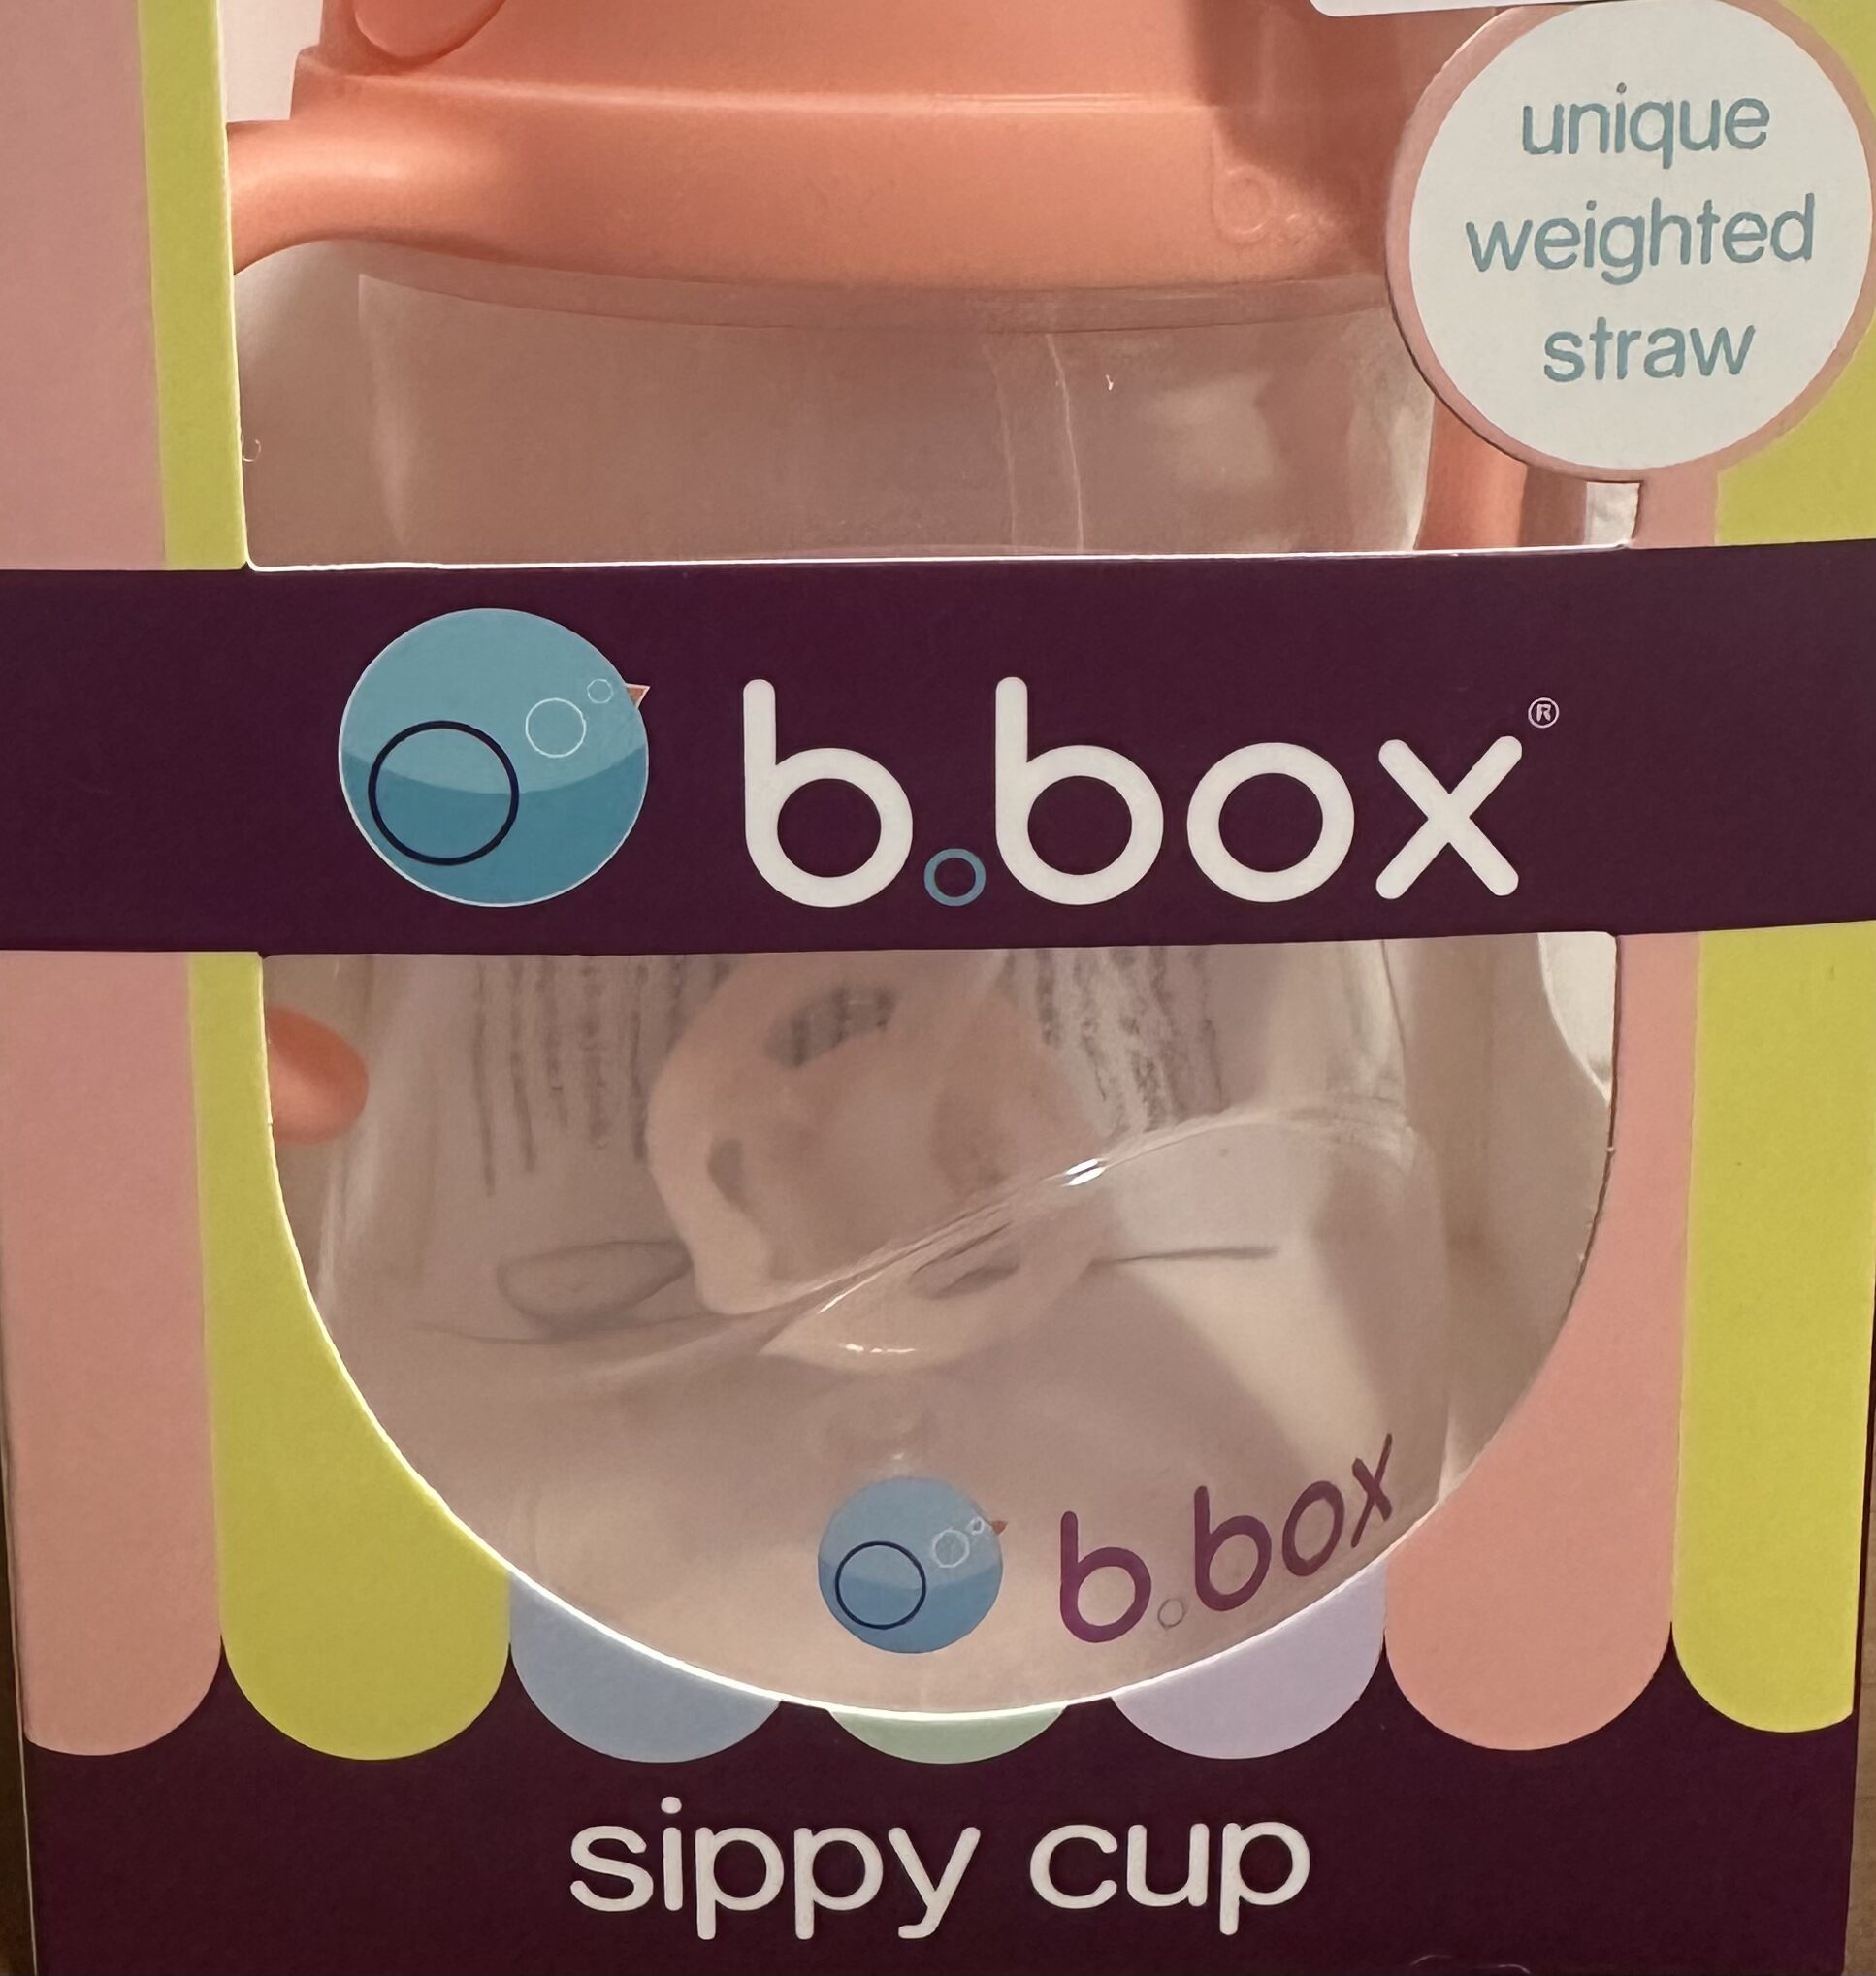 unique
weighted
straw
b.box®
b.box
sippy cup